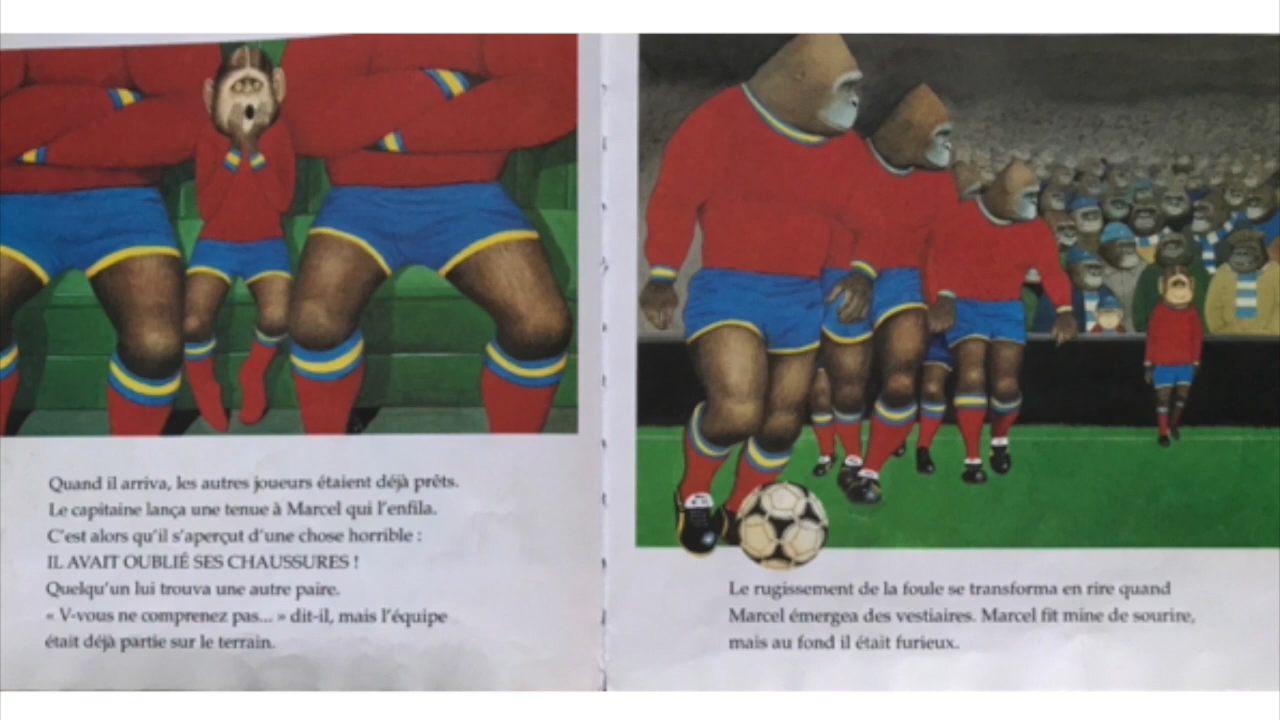 Quand il arriva, les autres joueurs étaient déjà prêts.
Le capitaine lança une tenue à Marcel qui l'enfila.
C'est alors qu'il s'aperçut d'une chose horrible :
IL AVAIT OUBLIÉ SES CHAUSSURES !
Quelqu'un lui trouva une autre paire.
« V-vous ne comprenez pas... » dit-il, mais l'équipe
était déjà partie sur le terrain.
Le rugissement de la foule se transforma en rire quand
Marcel émergea des vestiaires. Marcel fit mine de sourire,
mais au fond il était furieux.